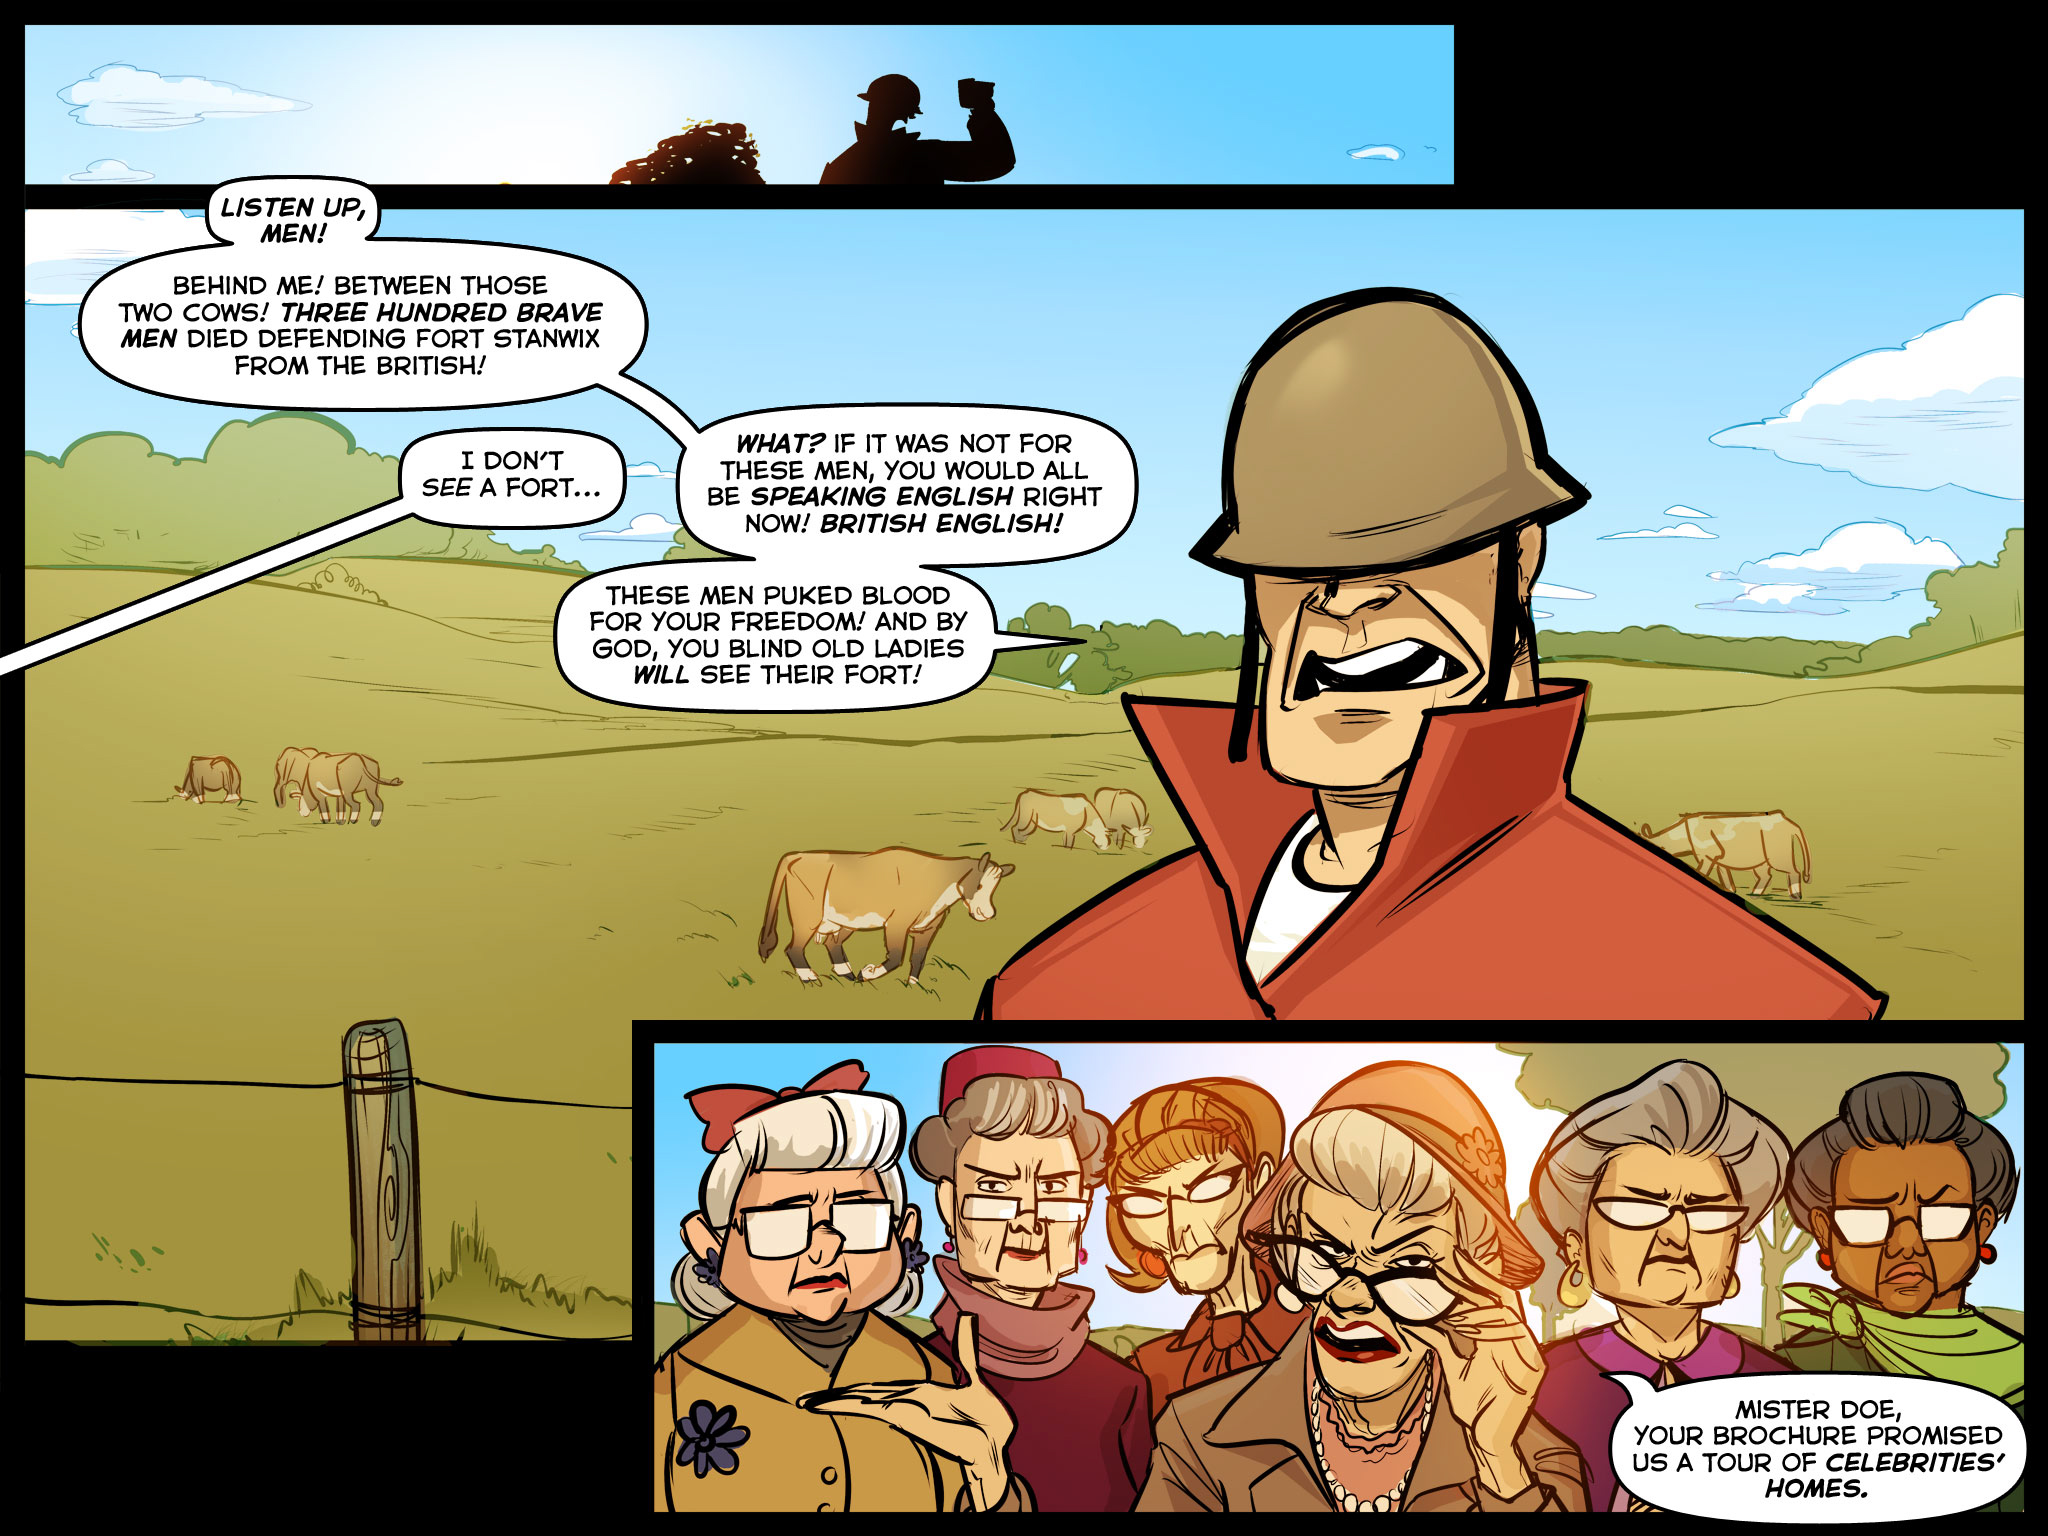 LISTEN UP,
MEN!
BEHIND ME! BETWEEN THOSE
TWO COWS! THREE HUNDRED BRAVE
MEN DIED DEFENDING FORT STANWIX
FROM THE BRITISH!
I DON'T
SEE A FORT...
WHAT? IF IT WAS NOT FOR
THESE MEN, YOU WOULD ALL
BE SPEAKING ENGLISH RIGHT
NOW! BRITISH ENGLISH!
THESE MEN PUKED BLOOD
FOR YOUR FREEDOM! AND BY
GOD, YOU BLIND OLD LADIES
WILL SEE THEIR FORT!
MISTER DOE,
YOUR BROCHURE PROMISED
US A TOUR OF CELEBRITIES'
HOMES.